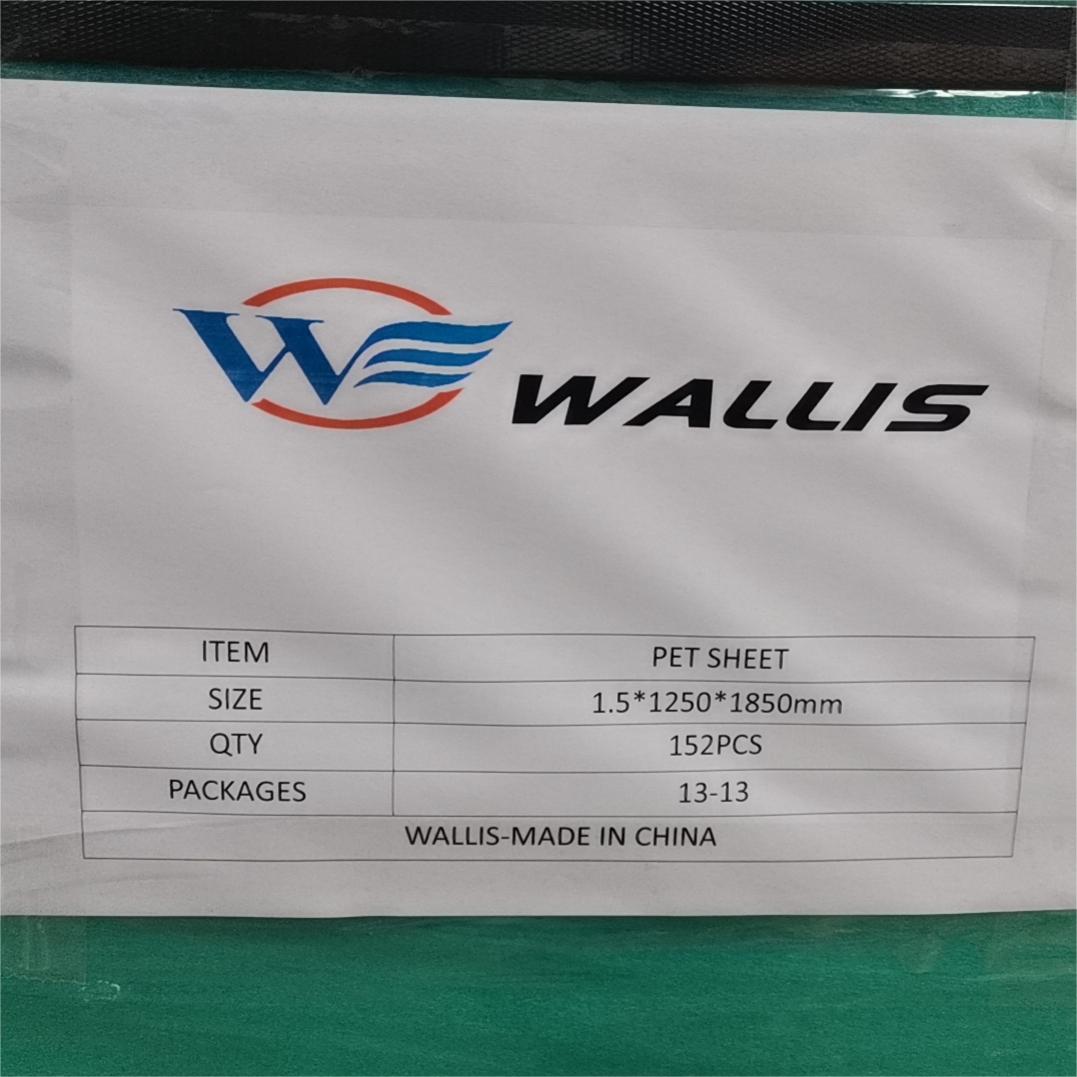 W
WALLIS
ITEM PET SHEET
SIZE 1.5*1250*1850mm
QTY 152PCS
PACKAGES 13-13
WALLIS-MADE IN CHINA